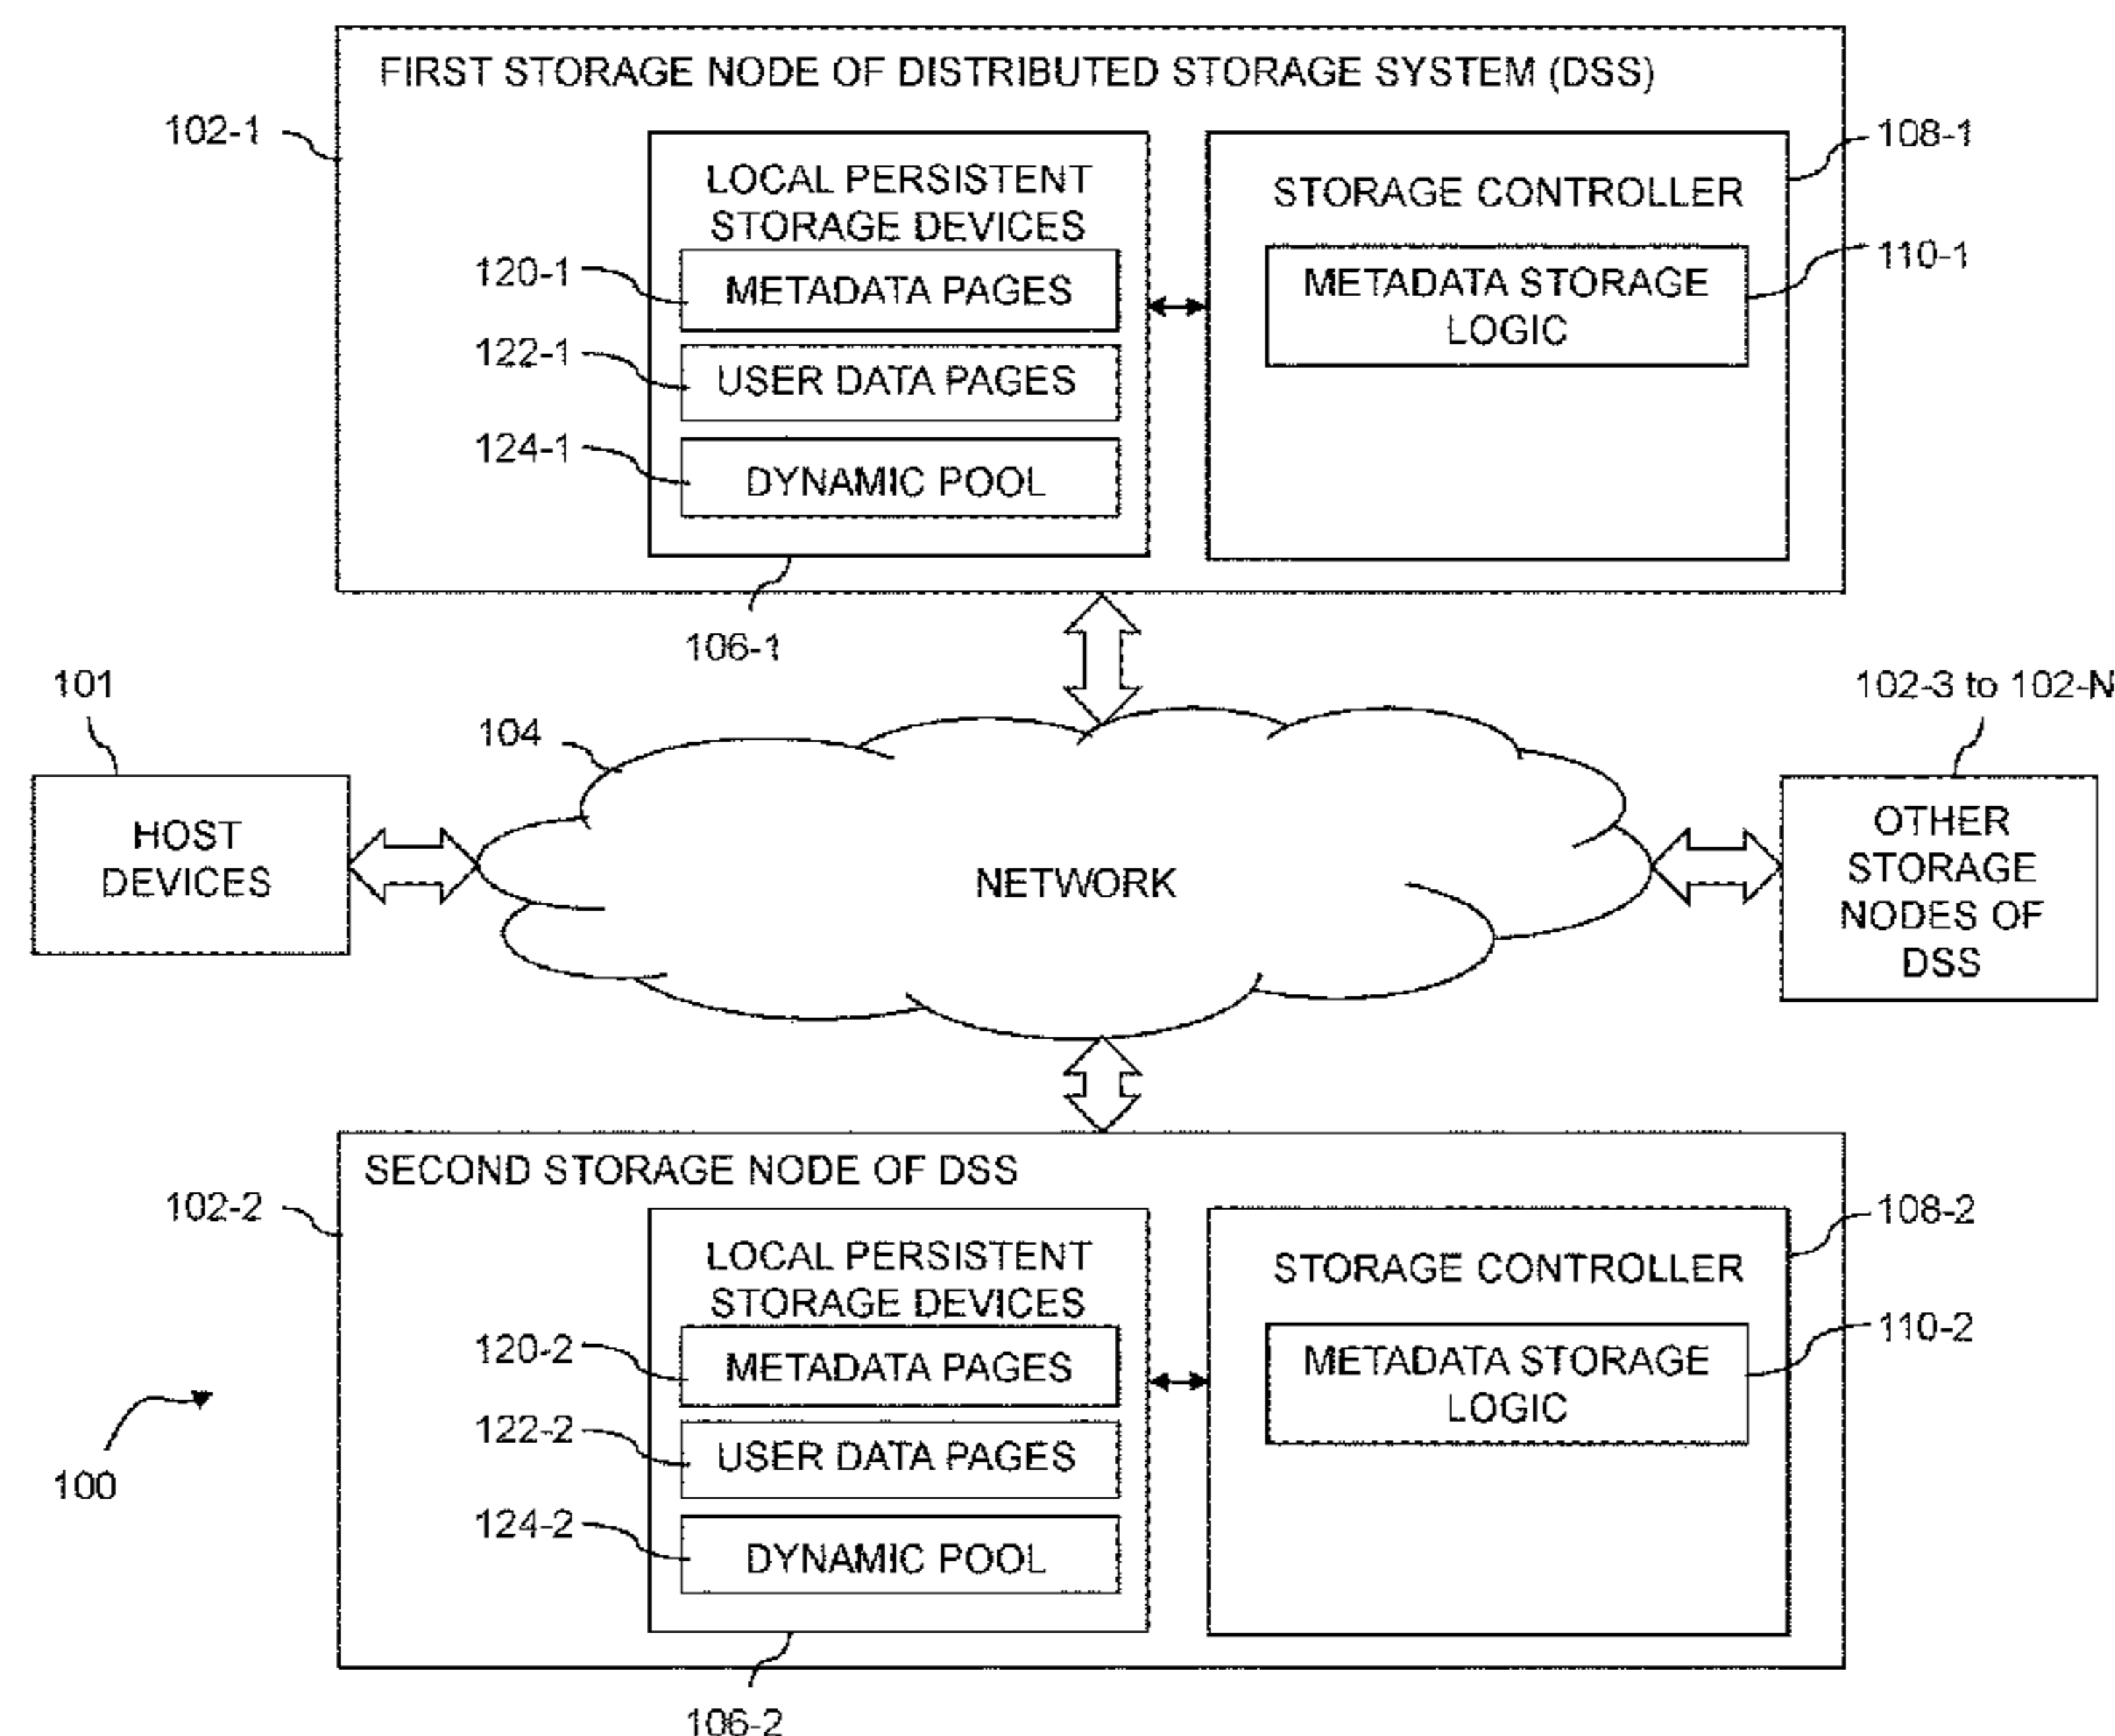 FIRST STORAGE NODE OF DISTRIBUTED STORAGE SYSTEM (DSS)
102-1
108-1
LOCAL PERSISTENT
STORAGE DEVICES
STORAGE CONTROLLER
120-1
METADATA PAGES
METADATA STORAGE
LOGIC
110-1
122-1
USER DATA PAGES
124-1
DYNAMIC POOL
106-1
101
104
102-3 to 102-N
HOST
DEVICES
NETWORK
OTHER
STORAGE
NODES OF
DSS
SECOND STORAGE NODE OF DSS
102-2
108-2
LOCAL PERSISTENT
STORAGE DEVICES
STORAGE CONTROLLER
120-2
METADATA PAGES
METADATA STORAGE
LOGIC
110-2
122-2
USER DATA PAGES
100
124-2
DYNAMIC POOL
106-2